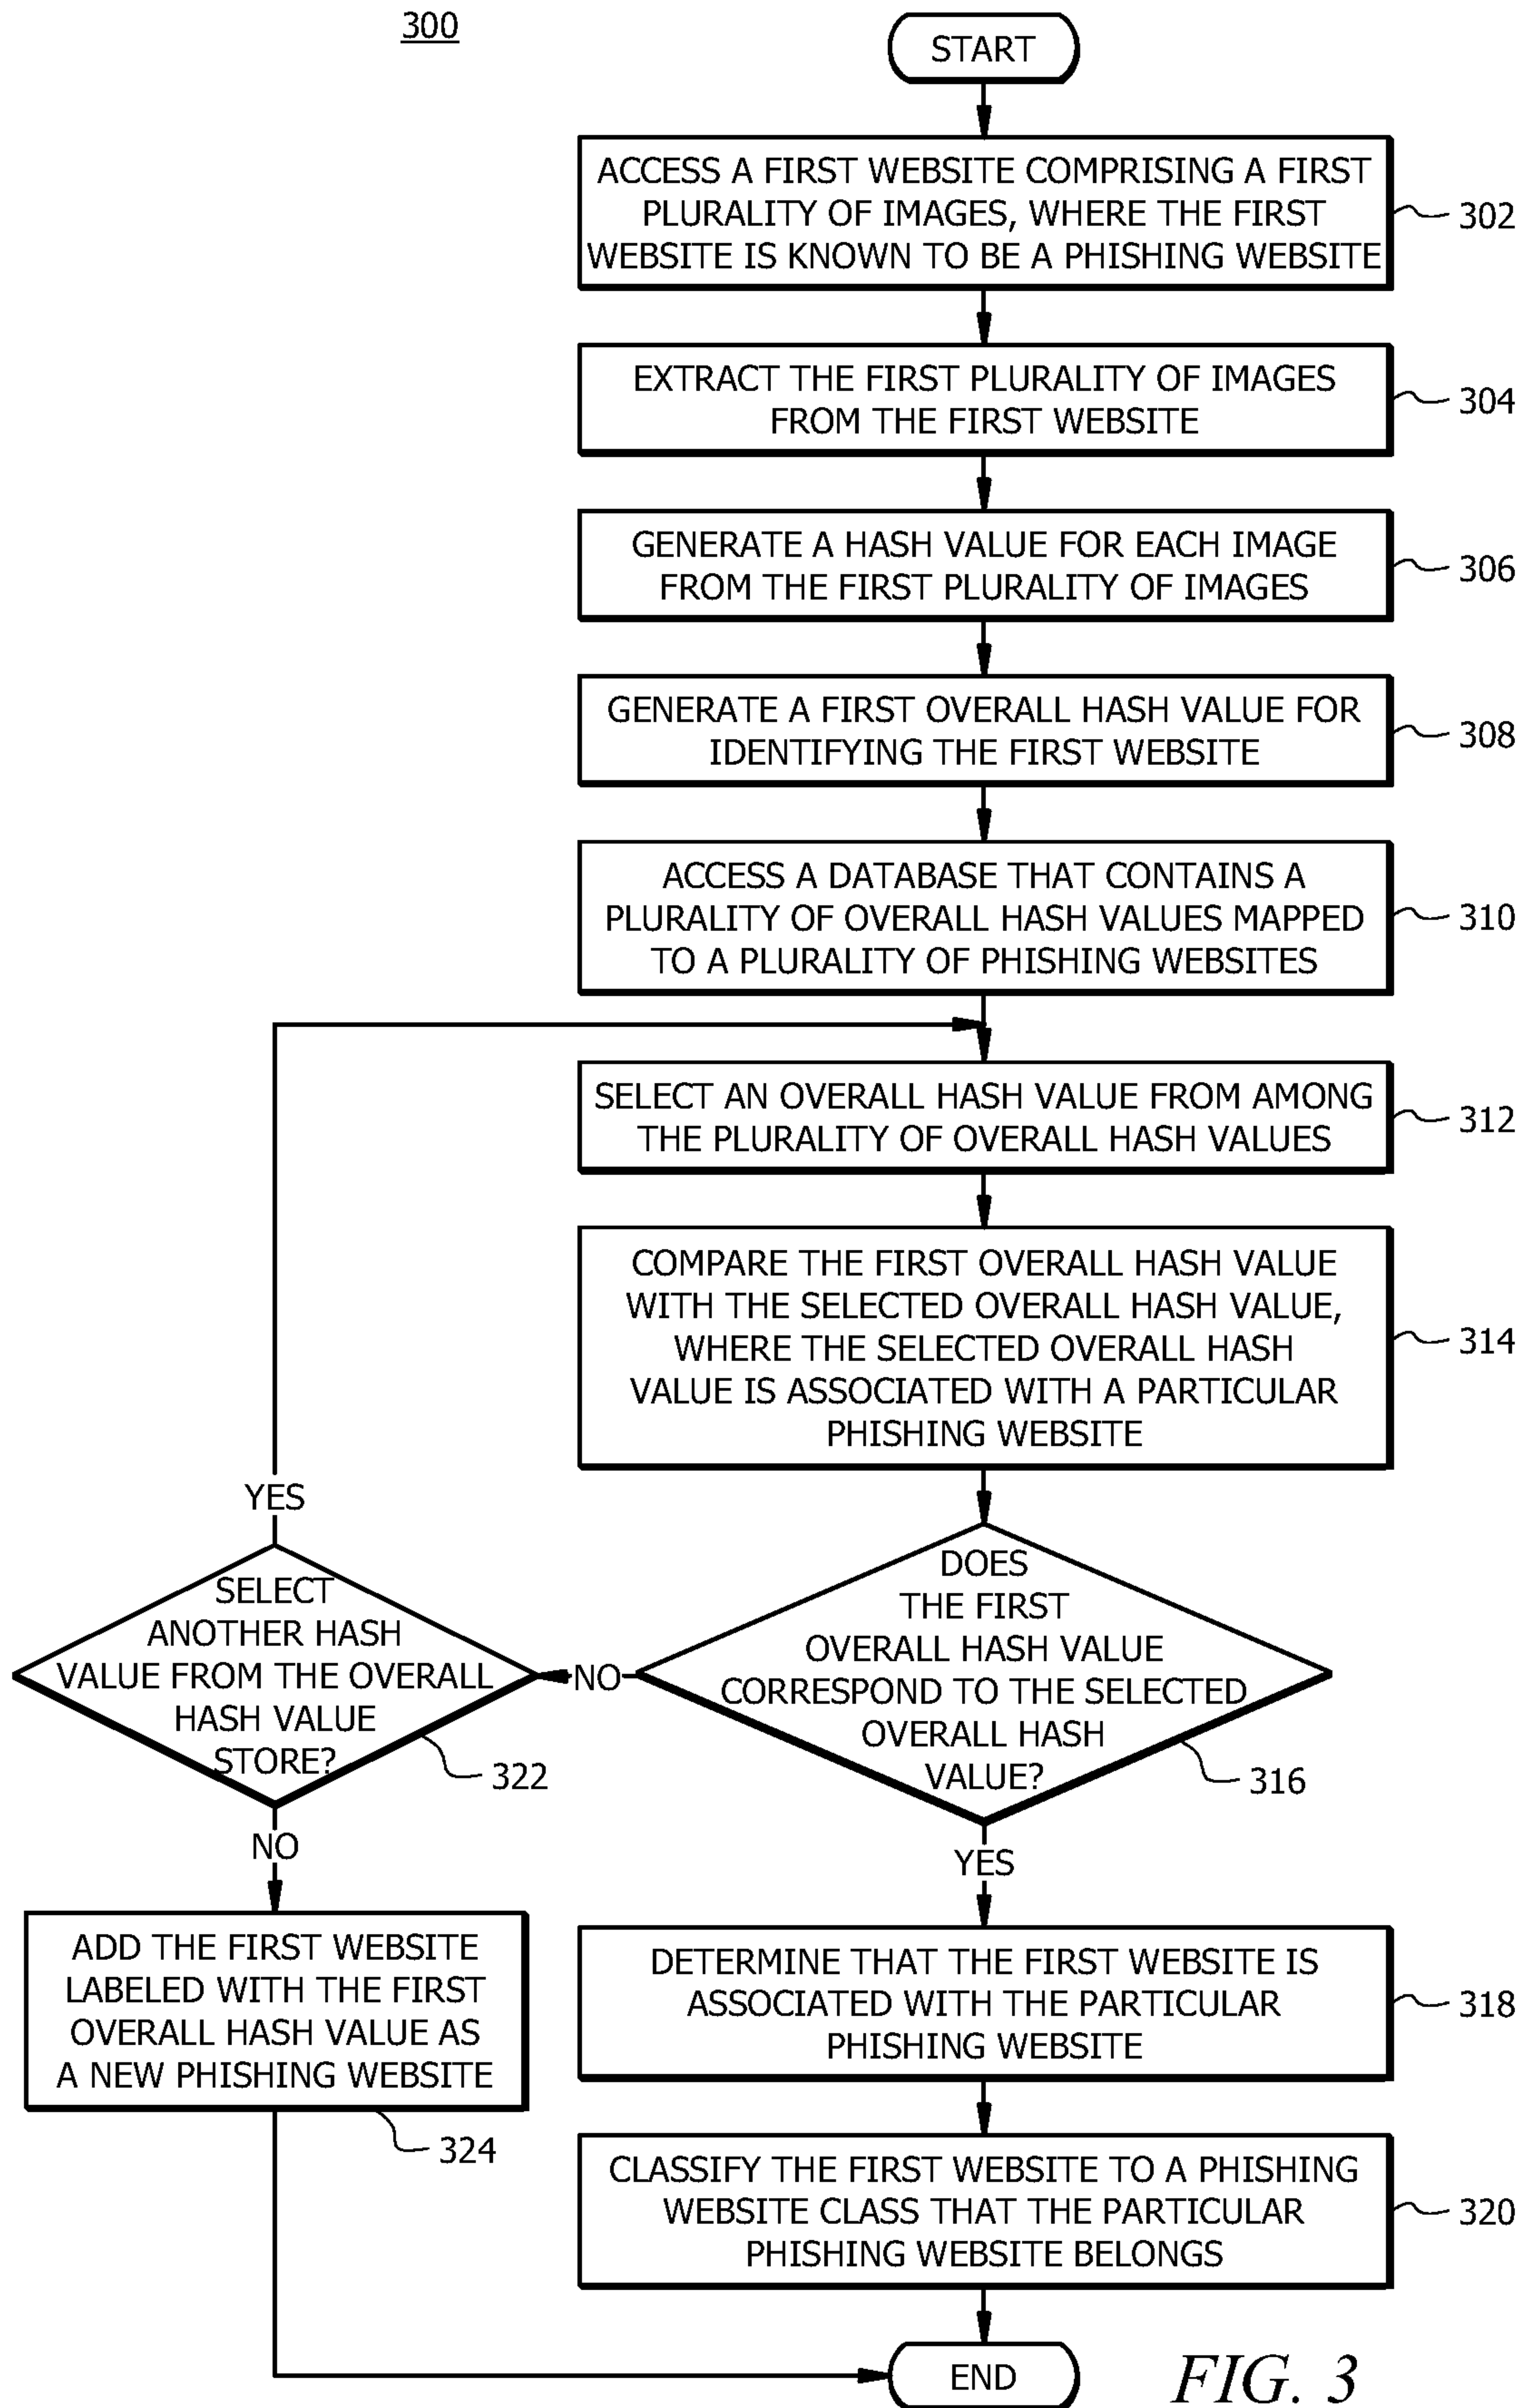 300
START
ACCESS A FIRST WEBSITE COMPRISING A FIRST
PLURALITY OF IMAGES, WHERE THE FIRST
WEBSITE IS KNOWN TO BE A PHISHING WEBSITE
302
EXTRACT THE FIRST PLURALITY OF IMAGES
FROM THE FIRST WEBSITE
304
GENERATE A HASH VALUE FOR EACH IMAGE
FROM THE FIRST PLURALITY OF IMAGES
306
GENERATE A FIRST OVERALL HASH VALUE FOR
IDENTIFYING THE FIRST WEBSITE
308
ACCESS A DATABASE THAT CONTAINS A
PLURALITY OF OVERALL HASH VALUES MAPPED
TO A PLURALITY OF PHISHING WEBSITES
310
SELECT AN OVERALL HASH VALUE FROM AMONG
THE PLURALITY OF OVERALL HASH VALUES
312
COMPARE THE FIRST OVERALL HASH VALUE
WITH THE SELECTED OVERALL HASH VALUE,
WHERE THE SELECTED OVERALL HASH
VALUE IS ASSOCIATED WITH A PARTICULAR
PHISHING WEBSITE
314
DOES
THE FIRST
OVERALL HASH VALUE
CORRESPOND TO THE SELECTED
OVERALL HASH
VALUE?
316
NO
YES
SELECT
ANOTHER HASH
VALUE FROM THE OVERALL
HASH VALUE
STORE?
322
YES
NO
ADD THE FIRST WEBSITE
LABELED WITH THE FIRST
OVERALL HASH VALUE AS
A NEW PHISHING WEBSITE
324
DETERMINE THAT THE FIRST WEBSITE IS
ASSOCIATED WITH THE PARTICULAR
PHISHING WEBSITE
318
CLASSIFY THE FIRST WEBSITE TO A PHISHING
WEBSITE CLASS THAT THE PARTICULAR
PHISHING WEBSITE BELONGS
320
END
FIG. 3